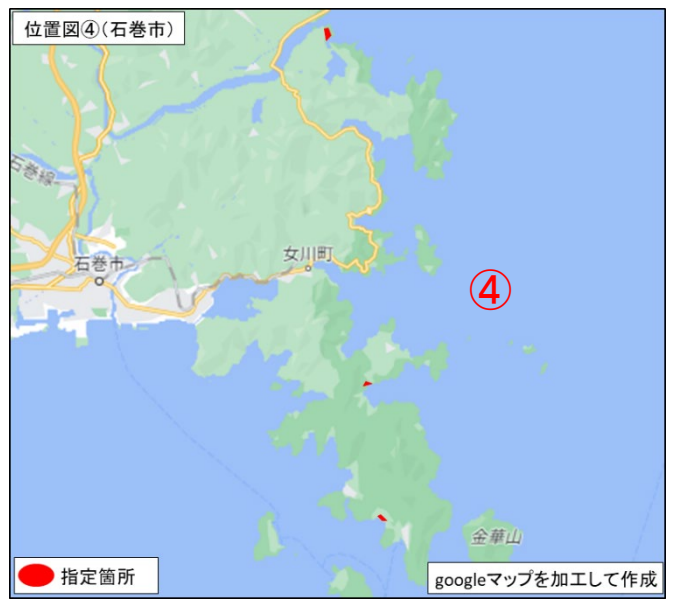 位置図④(石巻市)
石巻線
石巻市
女川町
④
金華山
指定箇所
googleマップを加工して作成